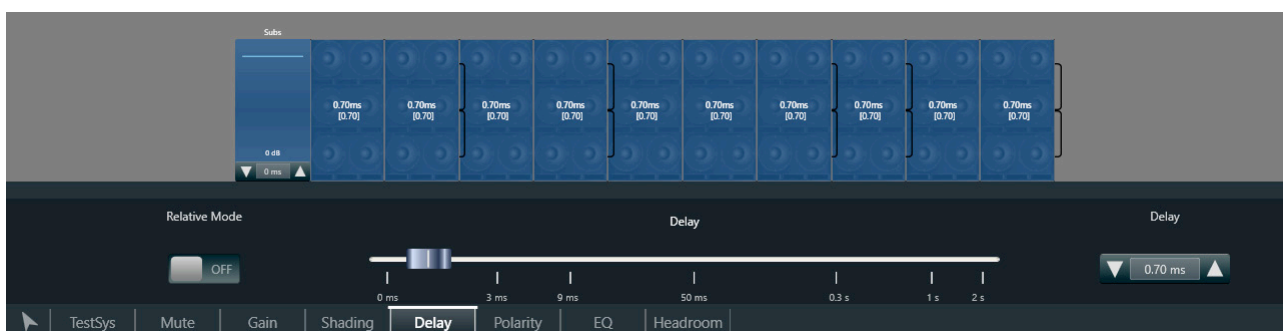 Subs
0.70ms 0.70ms 0.70ms 0.70ms 0.70ms 0.70ms 0.70ms 0.70ms 0.70ms 0.70ms
[0.70] [0.70] [0.70] [0.70] [0.70] [0.70] [0.70] [0.70] [0.70] [0.70]
0 dB
0 ms
Relative Mode Delay Delay
OFF 0.70 ms
0 ms 3 ms 9 ms 50 ms 0.3 s 1 s 2 s
TestSys Mute Gain Shading Delay Polarity EQ Headroom